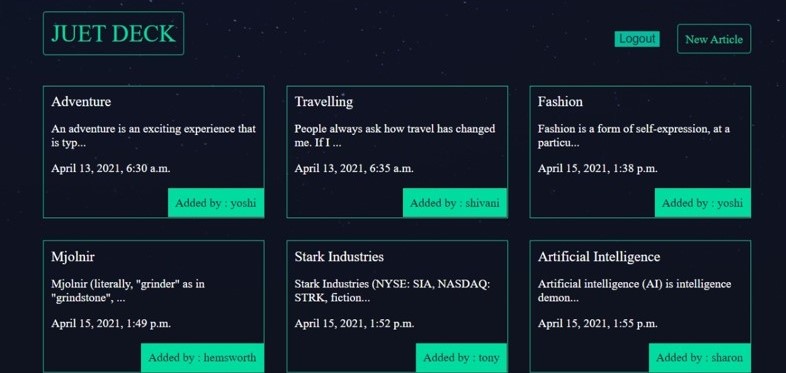 JUET DECK
Logout
New Article
Adventure
An adventure is an exciting experience that
is typ...
April 13, 2021, 6:30 a.m.
Added by : yoshi
Travelling
People always ask how travel has changed
me. If I ...
April 13, 2021, 6:35 a.m.
Added by : shivani
Fashion
Fashion is a form of self-expression, at a
particu...
April 15, 2021, 1:38 p.m.
Added by : yoshi
Mjolnir
Mjolnir (literally, "grinder" as in
"grindstone", ...
April 15, 2021, 1:49 p.m.
Added by : hemsworth
Stark Industries
Stark Industries (NYSE: SIA, NASDAQ:
STRK, fiction...
April 15, 2021, 1:52 p.m.
Added by : tony
Artificial Intelligence
Artificial intelligence (AI) is intelligence
demon...
April 15, 2021, 1:55 p.m.
Added by : sharon